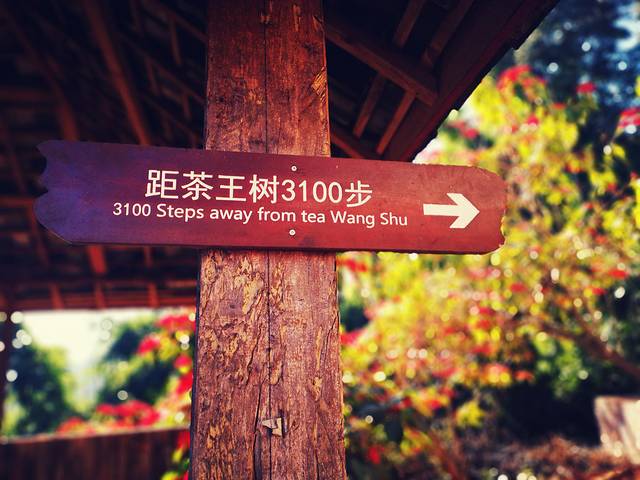 距茶王树3100步
3100 Steps away from tea Wang Shu